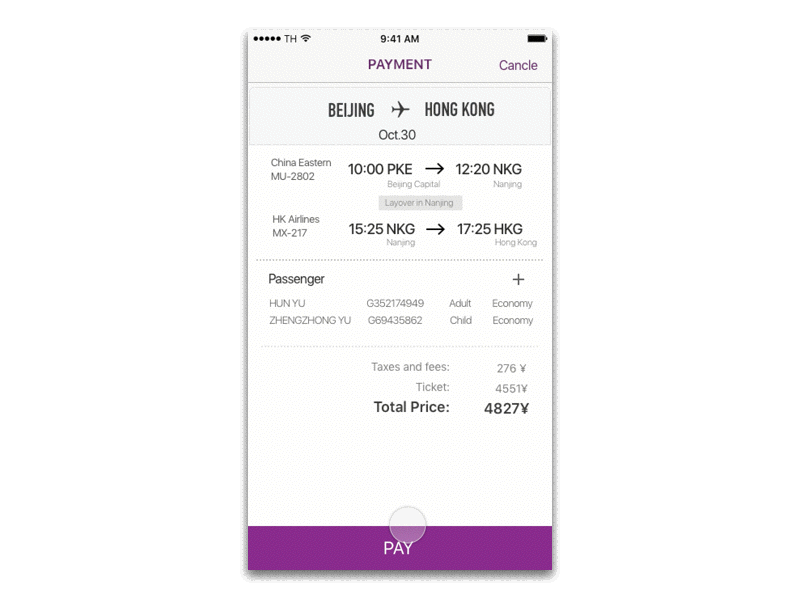 TH 9:41 AM
PAYMENT Cancle
BEIJING HONG KONG
Oct.30
China Eastern
MU-2802
10:00 PKE → 12:20 NKG
Beijing Capital Nanjing
Layover in Nanjing
HK Airlines
MX-217
15:25 NKG → 17:25 HKG
Nanjing Hong Kong
Passenger +
HUN YU G352174949 Adult Economy
ZHENGZHONG YU G69435862 Child Economy
Taxes and fees: 276 ¥
Ticket: 4551¥
Total Price: 4827¥
PAY